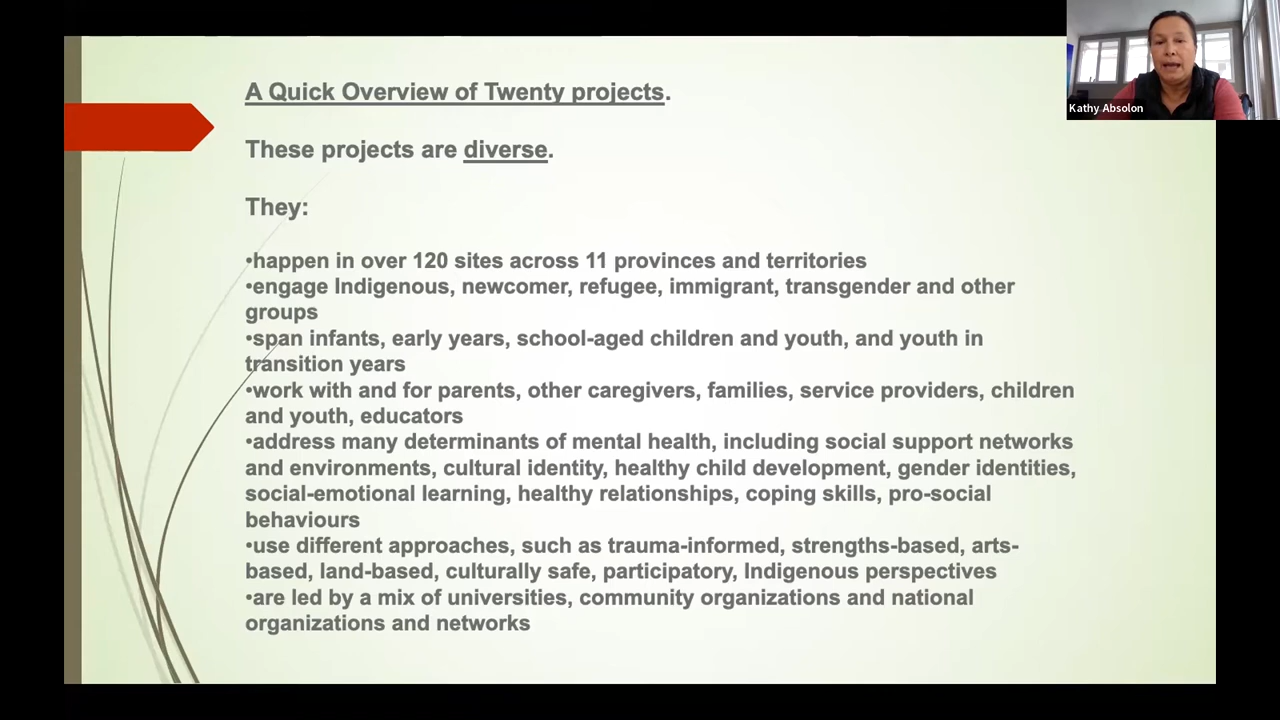 A Quick Overview of Twenty projects.
These projects are diverse.
They:
•happen in over 120 sites across 11 provinces and territories
•engage Indigenous, newcomer, refugee, immigrant, transgender and other
groups
•span infants, early years, school-aged children and youth, and youth in
transition years
•work with and for parents, other caregivers, families, service providers, children
and youth, educators
•address many determinants of mental health, including social support networks
and environments, cultural identity, healthy child development, gender identities,
social-emotional learning, healthy relationships, coping skills, pro-social
behaviours
•use different approaches, such as trauma-informed, strengths-based, arts-
based, land-based, culturally safe, participatory, Indigenous perspectives
•are led by a mix of universities, community organizations and national
organizations and networks
Kathy Absolon